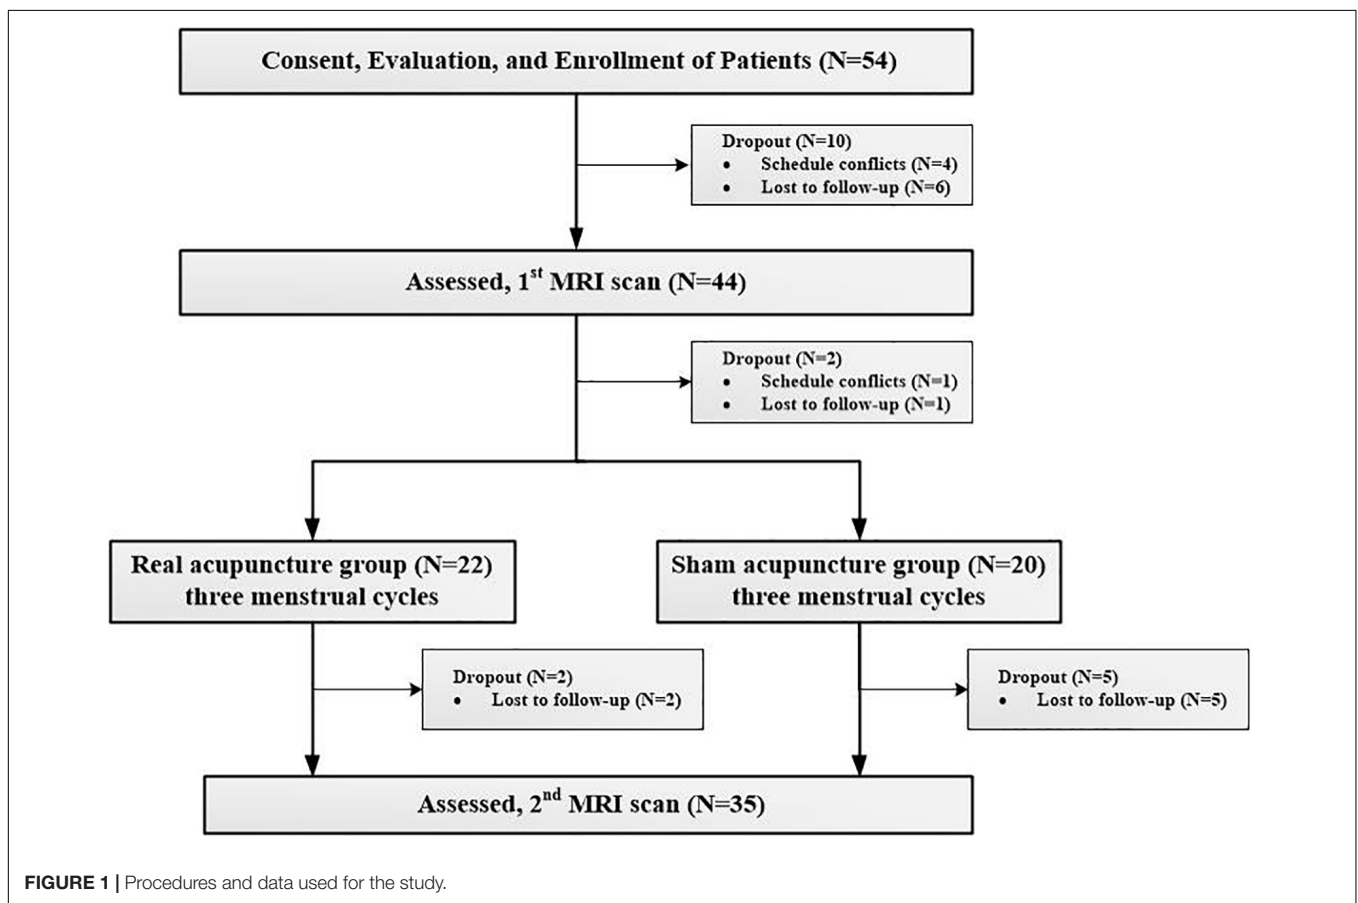 Consent, Evaluation, and Enrollment of Patients (N=54)
Dropout (N=10)
• Schedule conflicts (N=4)
• Lost to follow-up (N=6)
Assessed, 1st MRI scan (N=44)
Dropout (N=2)
• Schedule conflicts (N=1)
• Lost to follow-up (N=1)
Real acupuncture group (N=22)
three menstrual cycles
Sham acupuncture group (N=20)
three menstrual cycles
Dropout (N=2)
• Lost to follow-up (N=2)
Dropout (N=5)
• Lost to follow-up (N=5)
Assessed, 2nd MRI scan (N=35)
FIGURE 1 | Procedures and data used for the study.